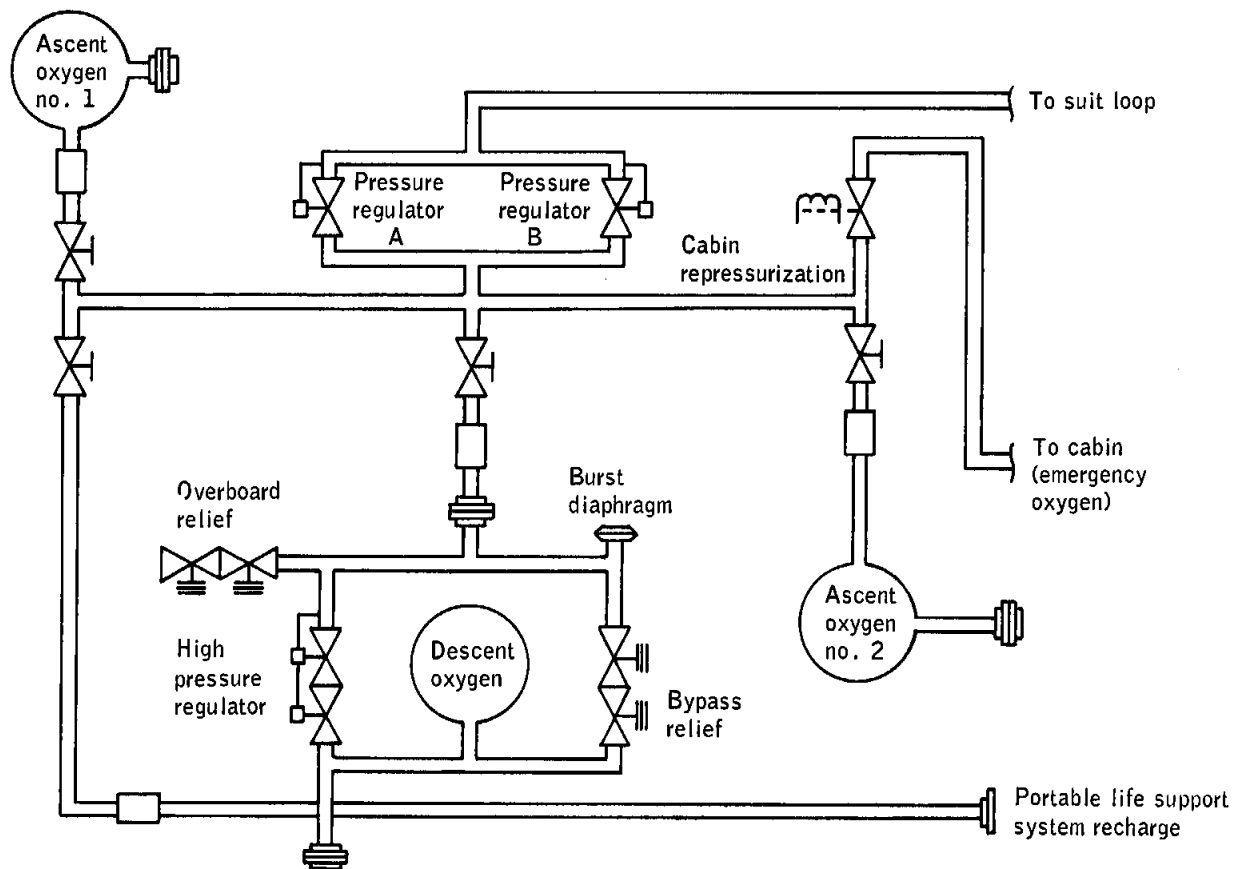 Ascent
oxygen
no. 1
To suit loop
Pressure
regulator
A
Pressure
regulator
B
Cabin
repressurization
To cabin
(emergency
oxygen)
Overboard
relief
Burst
diaphragm
Ascent
oxygen
no. 2
High
pressure
regulator
Descent
oxygen
Bypass
relief
Portable life support
system recharge